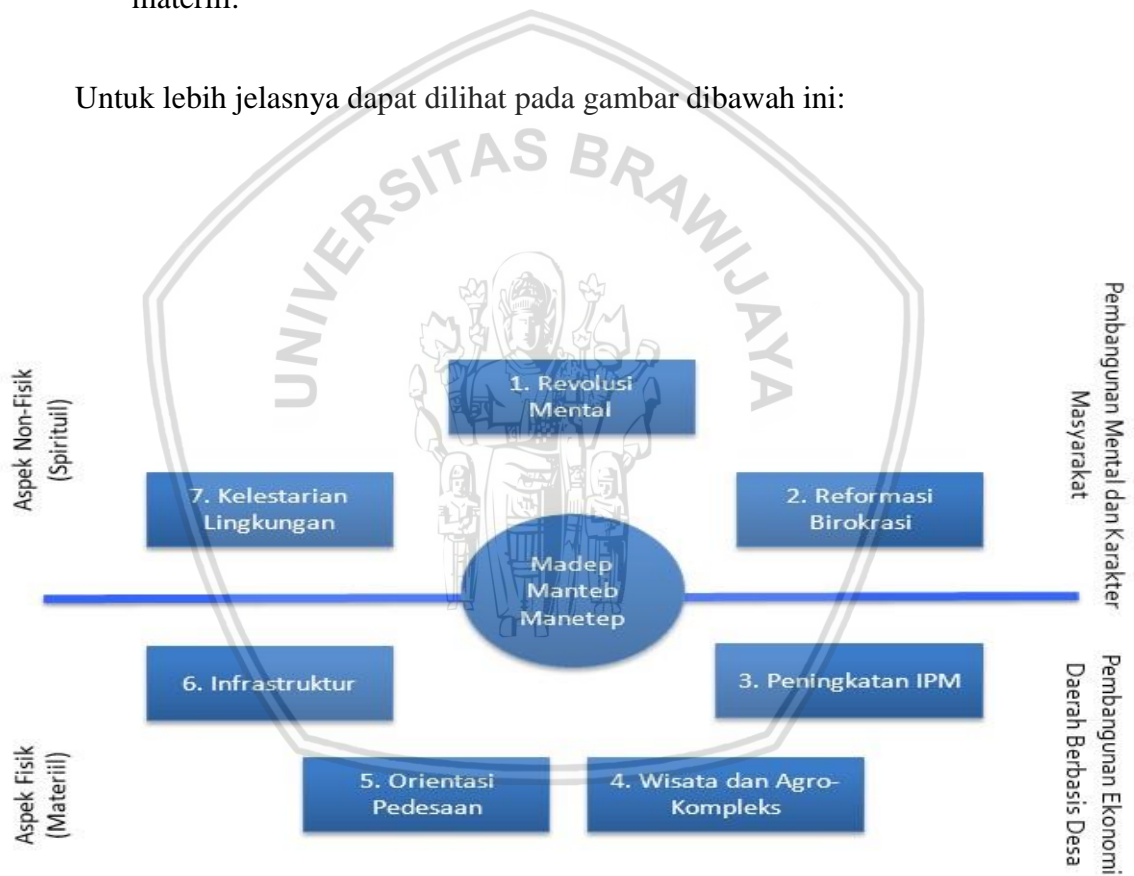 materiil.
Untuk lebih jelasnya dapat dilihat pada gambar dibawah ini:
UNIVERSITAS BRAWIJAYA
1. Revolusi
Mental
7. Kelestarian
Lingkungan
2. Reformasi
Birokrasi
Madep
Manteb
Manetep
6. Infrastruktur
3. Peningkatan IPM
5. Orientasi
Pedesaan
4. Wisata dan Agro-
Kompleks
Aspek Non-Fisik
(Spirituil)
Aspek Fisik
(Materiil)
Pembangunan Mental dan Karakter
Masyarakat
Pembangunan Ekonomi
Daerah Berbasis Desa